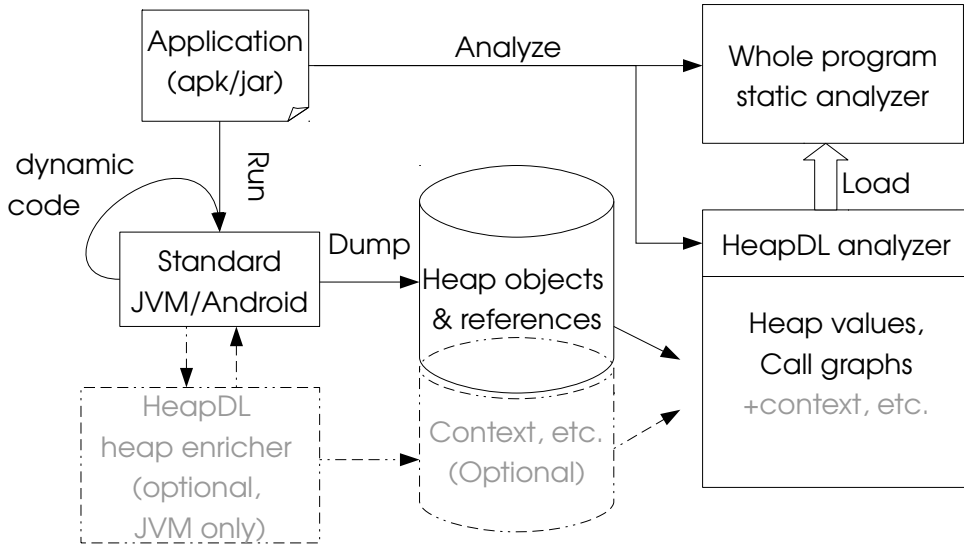 Application
(apk/jar)
Analyze
Whole program
static analyzer
dynamic
code
Run
Load
Standard
JVM/Android
Dump
Heap objects
& references
HeapDL analyzer
Heap values,
Call graphs
+context, etc.
HeapDL
heap enricher
(optional,
JVM only)
Context, etc.
(Optional)